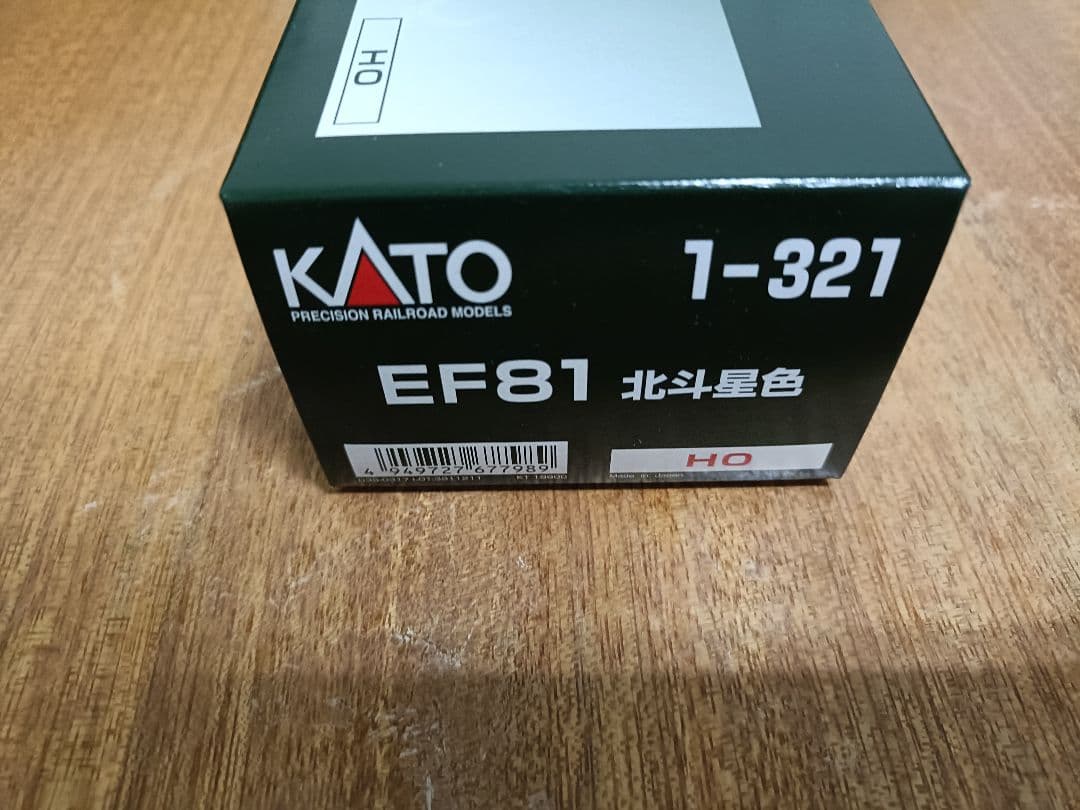 HO
KATO
PRECISION RAILROAD MODELS
1-321
EF81 北斗星色
4 949727 677989
HO
Made in Japan